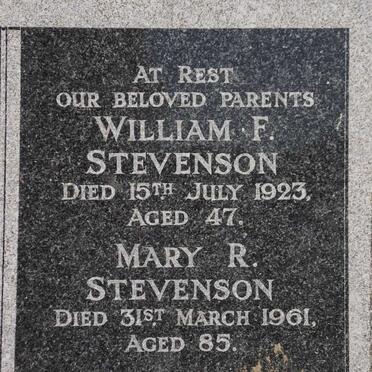 At Rest
our beloved parents
William F.
Stevenson
Died 15th July 1923,
Aged 47.
Mary R.
Stevenson
Died 31st March 1961,
Aged 85.